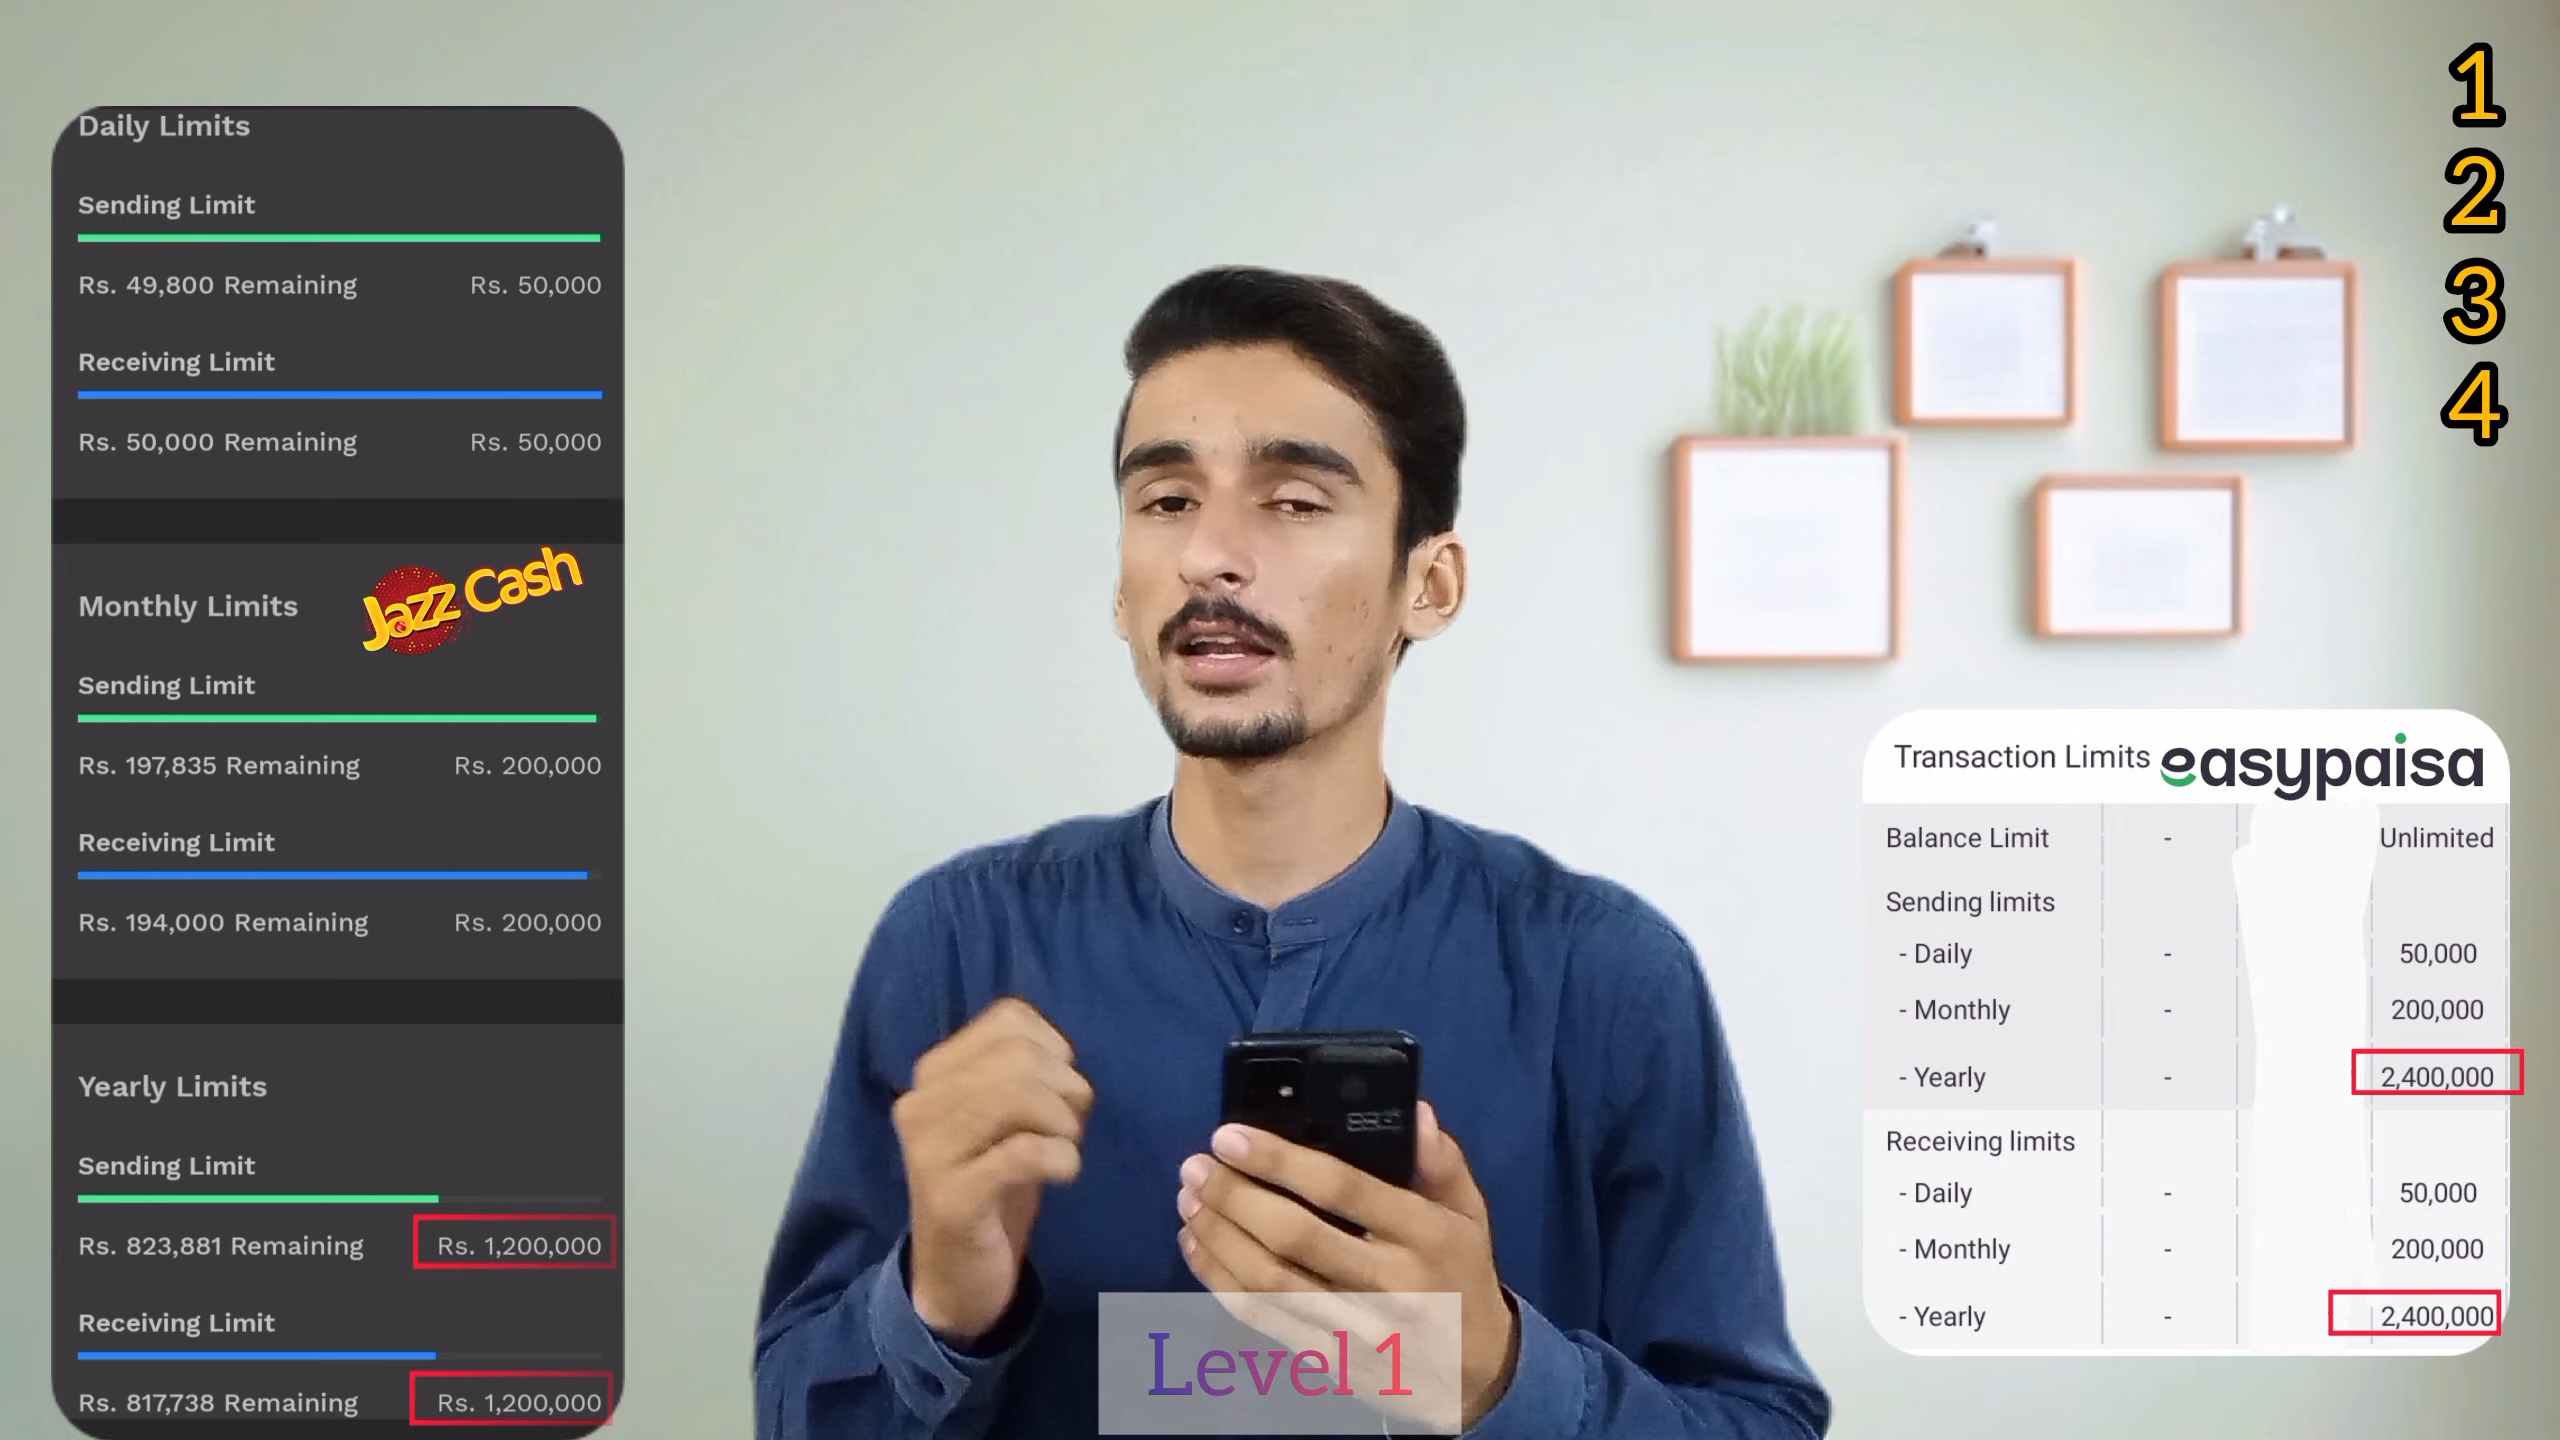 Daily Limits
Sending Limit
Rs. 49,800 Remaining Rs. 50,000
Receiving Limit
Rs. 50,000 Remaining Rs. 50,000
Monthly Limits
Jazz Cash
Sending Limit
Rs. 197,835 Remaining Rs. 200,000
Receiving Limit
Rs. 194,000 Remaining Rs. 200,000
Yearly Limits
Sending Limit
Rs. 823,881 Remaining Rs. 1,200,000
Receiving Limit
Rs. 817,738 Remaining Rs. 1,200,000
Level 1
1
2
3
4
Transaction Limits easypaisa
Balance Limit - Unlimited
Sending limits
- Daily - 50,000
- Monthly - 200,000
- Yearly - 2,400,000
Receiving limits
- Daily - 50,000
- Monthly - 200,000
- Yearly - 2,400,000